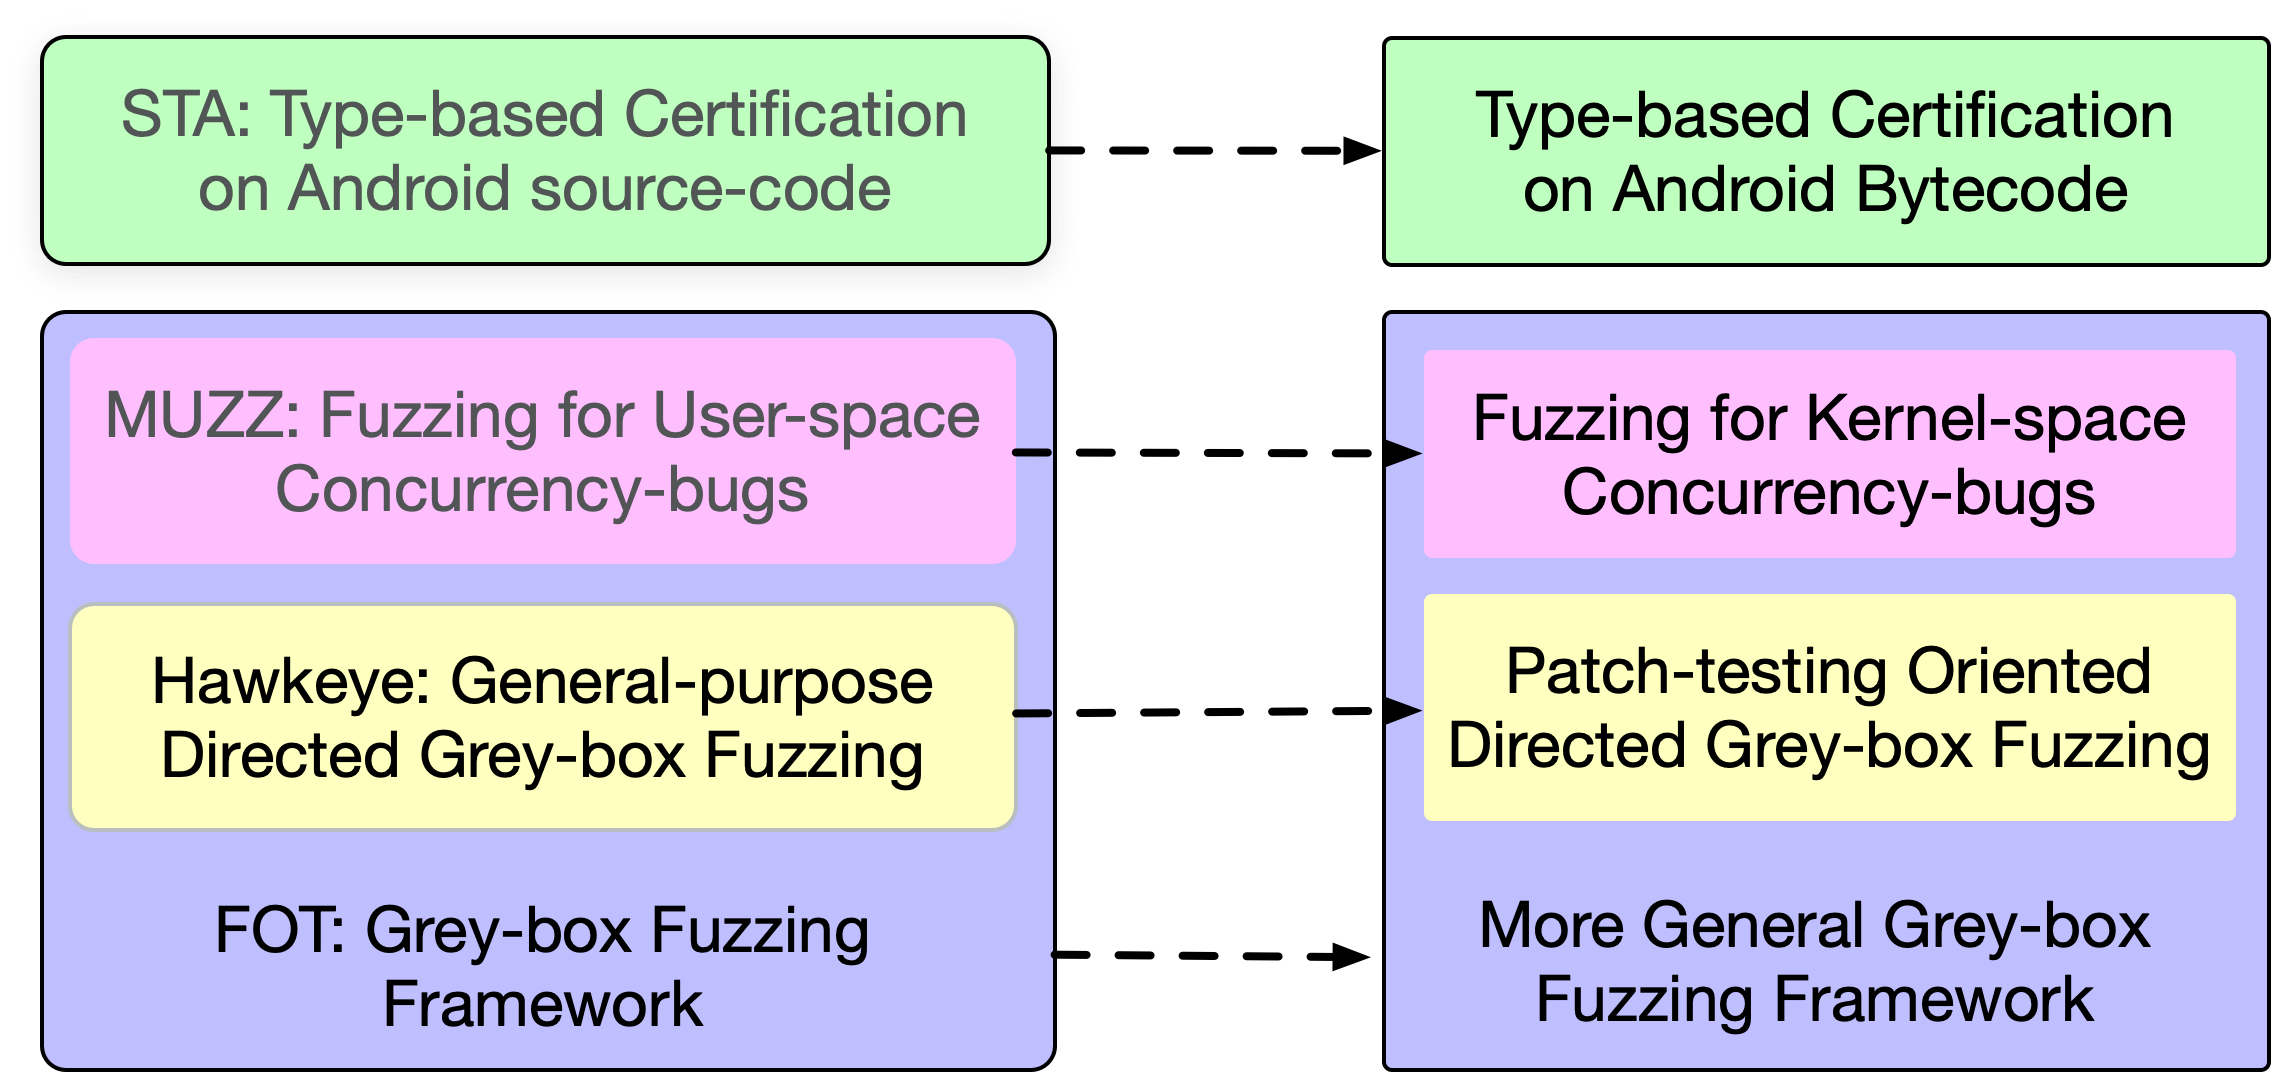 STA: Type-based Certification
on Android source-code
Type-based Certification
on Android Bytecode
MUZZ: Fuzzing for User-space
Concurrency-bugs
Fuzzing for Kernel-space
Concurrency-bugs
Hawkeye: General-purpose
Directed Grey-box Fuzzing
Patch-testing Oriented
Directed Grey-box Fuzzing
FOT: Grey-box Fuzzing
Framework
More General Grey-box
Fuzzing Framework